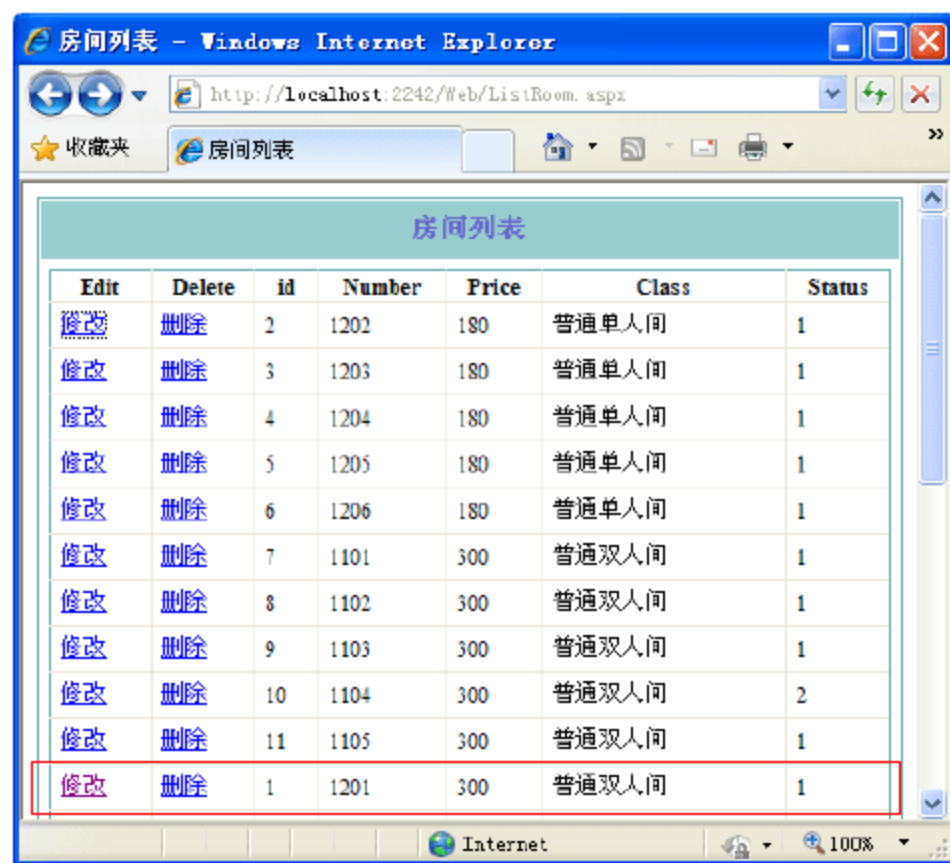 房间列表 - Windows Internet Explorer
http://localhost:2242/Web/ListRoom.aspx
收藏夹 房间列表 »
房间列表
Edit Delete id Number Price Class Status
修改 删除 2 1202 180 普通单人间 1
修改 删除 3 1203 180 普通单人间 1
修改 删除 4 1204 180 普通单人间 1
修改 删除 5 1205 180 普通单人间 1
修改 删除 6 1206 180 普通单人间 1
修改 删除 7 1101 300 普通双人间 1
修改 删除 8 1102 300 普通双人间 1
修改 删除 9 1103 300 普通双人间 1
修改 删除 10 1104 300 普通双人间 2
修改 删除 11 1105 300 普通双人间 1
修改 删除 1 1201 300 普通双人间 1
Internet 100%